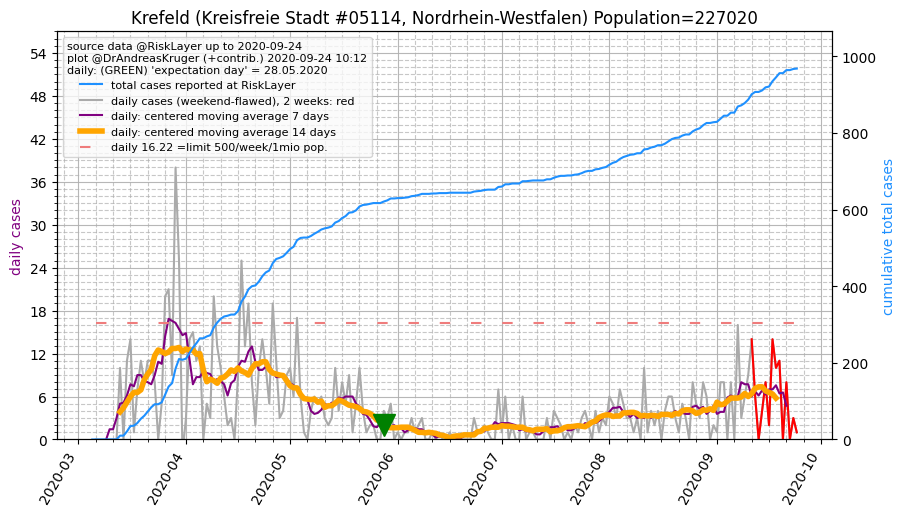 Krefeld (Kreisfreie Stadt #05114, Nordrhein-Westfalen) Population=227020
source data @RiskLayer up to 2020-09-24
plot @DrAndreasKruger (+contrib.) 2020-09-24 10:12
daily: (GREEN) 'expectation day' = 28.05.2020
total cases reported at RiskLayer
daily cases (weekend-flawed), 2 weeks: red
daily: centered moving average 7 days
daily: centered moving average 14 days
daily 16.22 =limit 500/week/1mio pop.
daily cases
54
48
42
36
30
24
18
12
6
0
cumulative total cases
1000
800
600
400
200
0
2020-03
2020-04
2020-05
2020-06
2020-07
2020-08
2020-09
2020-10